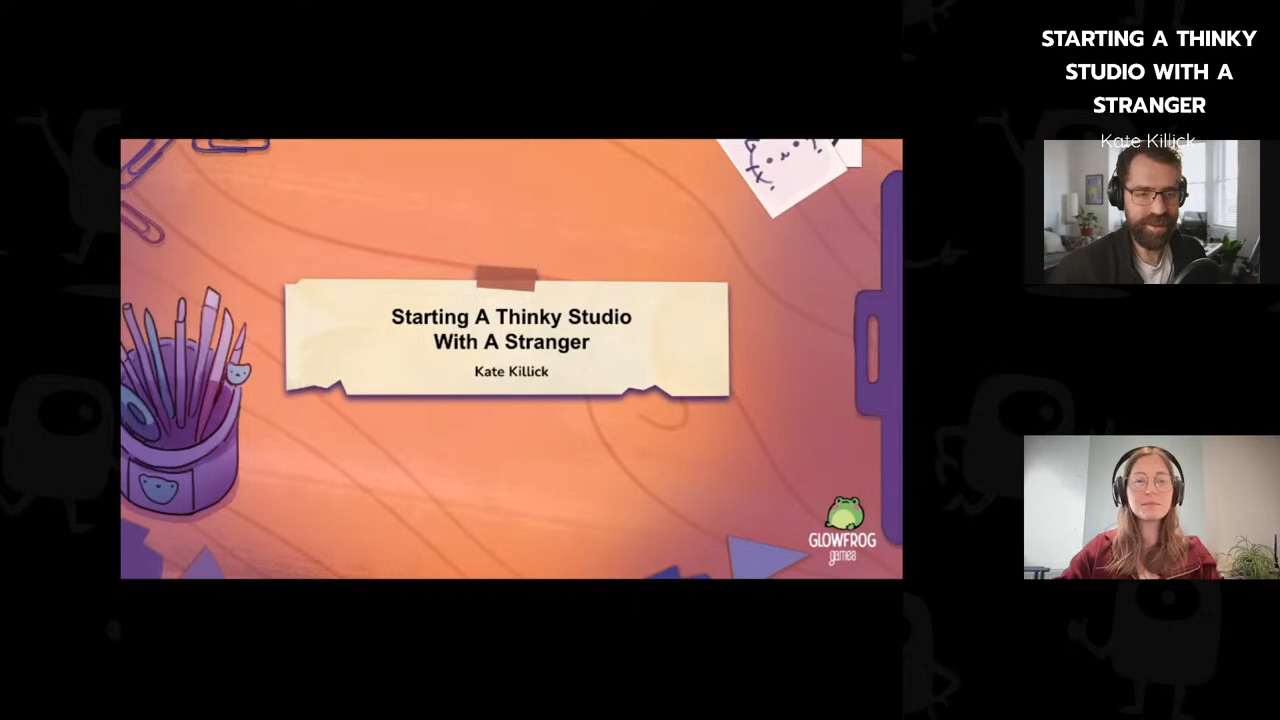 STARTING A THINKY
STUDIO WITH A
STRANGER
Kate Killick
Starting A Thinky Studio
With A Stranger
Kate Killick
GLOWFROG
games